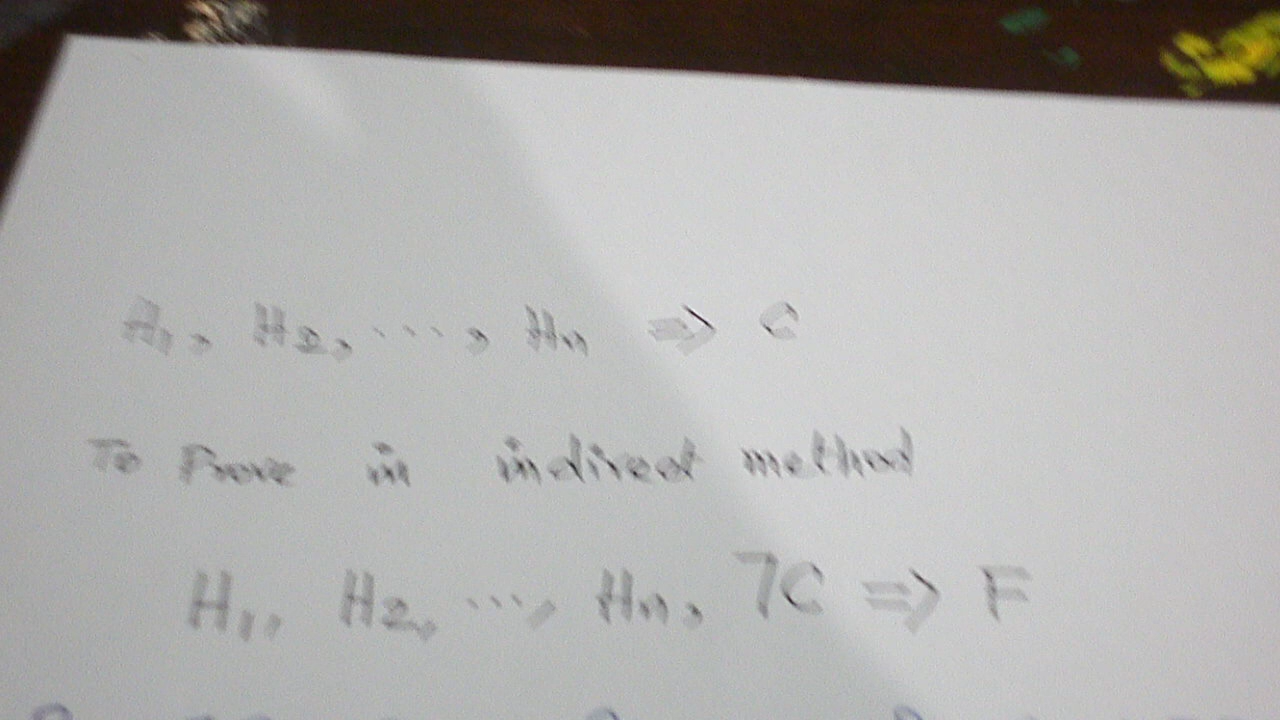 H1, H2, ..., Hn => C
To Prove in indirect method
H1, H2, ..., Hn, 7C => F